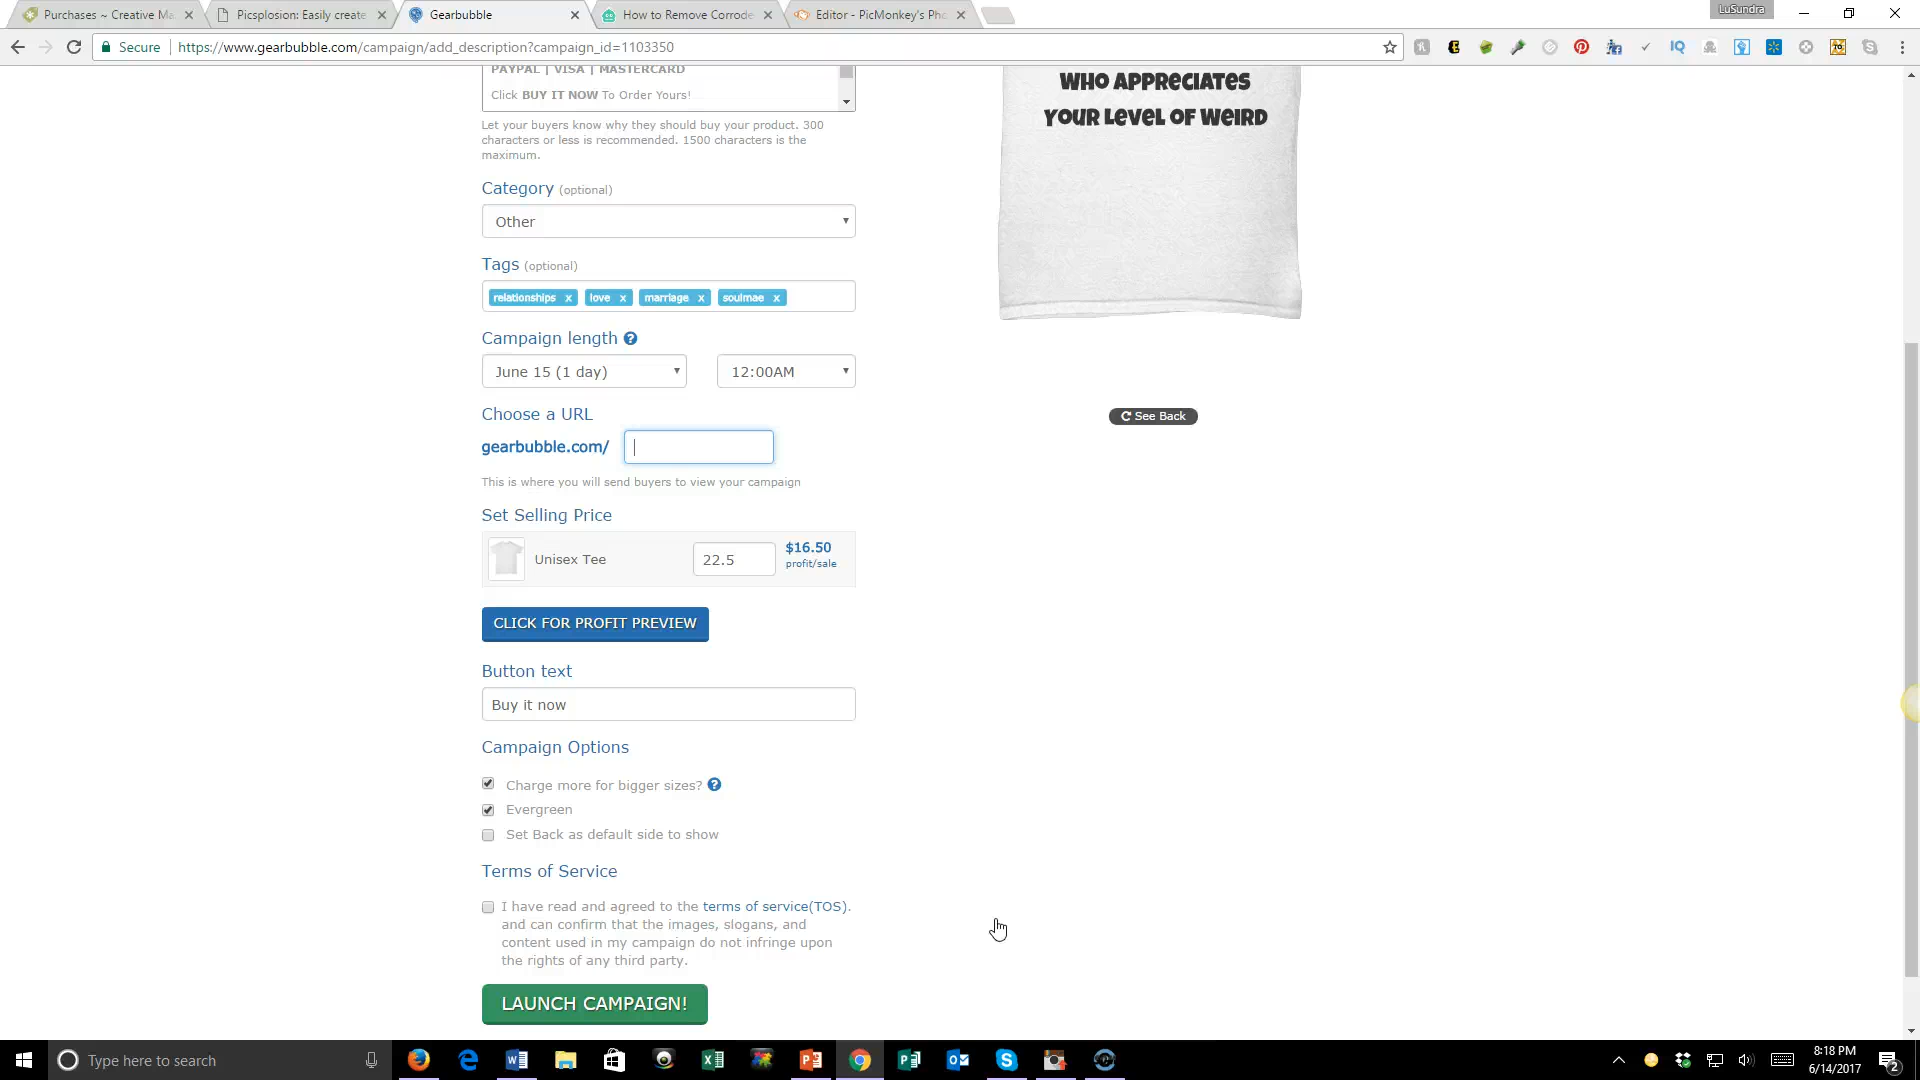 Purchases ~ Creative Ma
Picsplosion: Easily create
Gearbubble
How to Remove Corrode
Editor - PicMonkey's Pho
LuSundra
Secure
https://www.gearbubble.com/campaign/add_description?campaign_id=1103350
PAYPAL | VISA | MASTERCARD
Click BUY IT NOW To Order Yours!
Let your buyers know why they should buy your product. 300
characters or less is recommended. 1500 characters is the
maximum.
WHO APPRECIATES
YOUR LEVEL OF WEIRD
Category (optional)
Other
Tags (optional)
relationships x love x marriage x soulmae x
Campaign length ?
June 15 (1 day) 12:00AM
Choose a URL
gearbubble.com/
This is where you will send buyers to view your campaign
See Back
Set Selling Price
Unisex Tee 22.5 $16.50
profit/sale
CLICK FOR PROFIT PREVIEW
Button text
Buy it now
Campaign Options
Charge more for bigger sizes? ?
Evergreen
Set Back as default side to show
Terms of Service
I have read and agreed to the terms of service(TOS).
and can confirm that the images, slogans, and
content used in my campaign do not infringe upon
the rights of any third party.
LAUNCH CAMPAIGN!
Type here to search
8:18 PM
6/14/2017
2